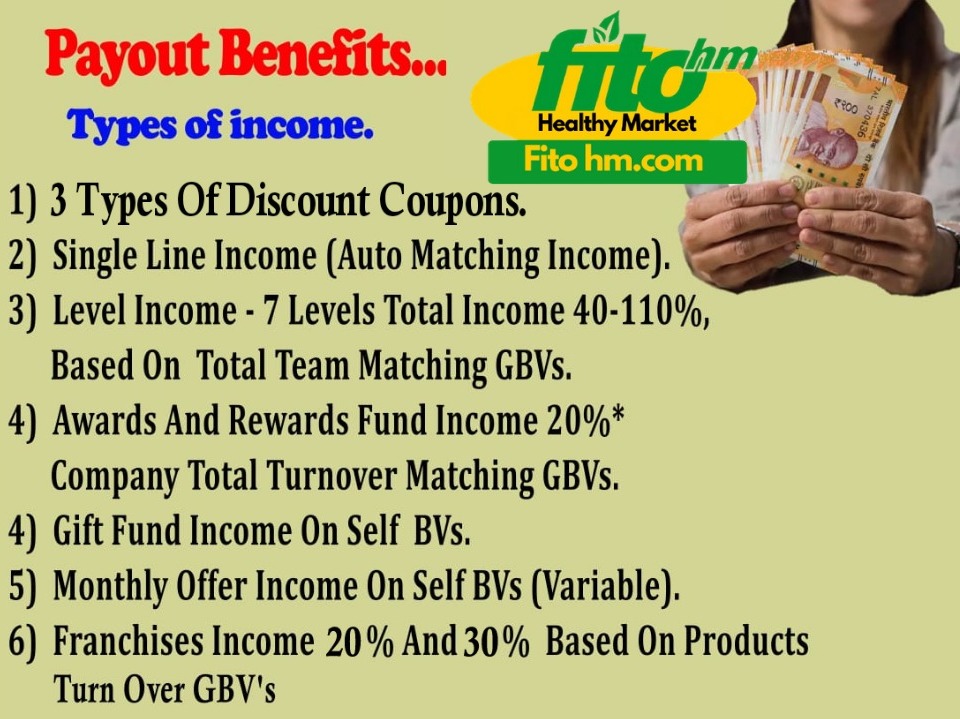 Payout Benefits...
Types of income.
fito hm
Healthy Market
Fito hm.com
1) 3 Types Of Discount Coupons.
2) Single Line Income (Auto Matching Income).
3) Level Income - 7 Levels Total Income 40-110%,
Based On Total Team Matching GBVs.
4) Awards And Rewards Fund Income 20%*
Company Total Turnover Matching GBVs.
4) Gift Fund Income On Self BVs.
5) Monthly Offer Income On Self BVs (Variable).
6) Franchises Income 20% And 30% Based On Products
Turn Over GBV's
₹200